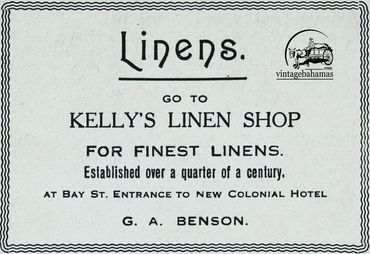 Linens.
.com
vintagebahamas
GO TO
KELLY'S LINEN SHOP
FOR FINEST LINENS.
Established over a quarter of a century.
AT BAY ST. ENTRANCE TO NEW COLONIAL HOTEL
G. A. BENSON.